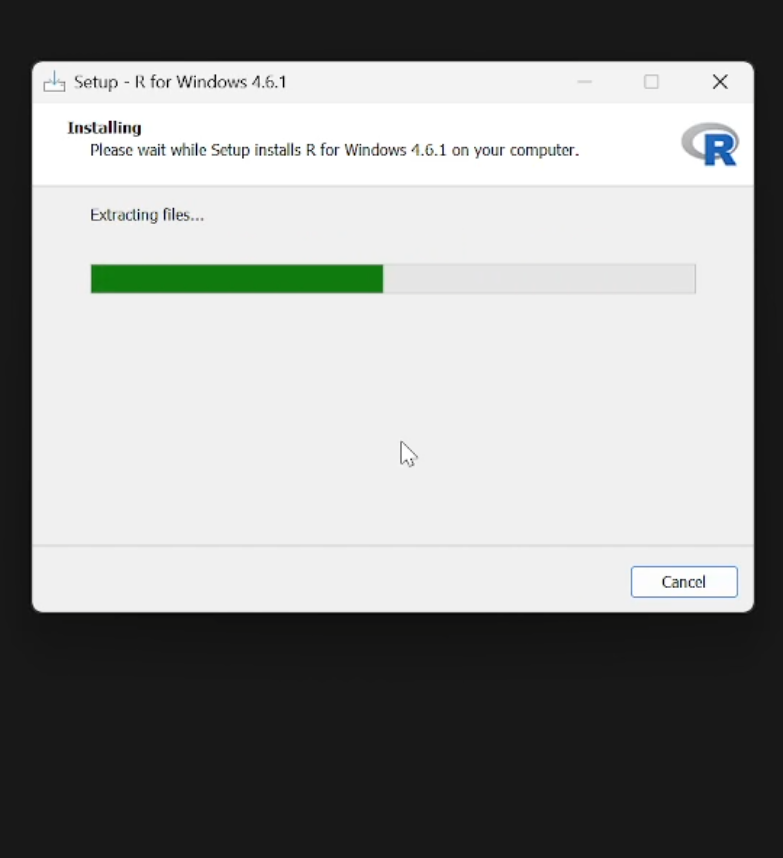 Setup - R for Windows 4.6.1
Installing
Please wait while Setup installs R for Windows 4.6.1 on your computer.
R
Extracting files...
Cancel